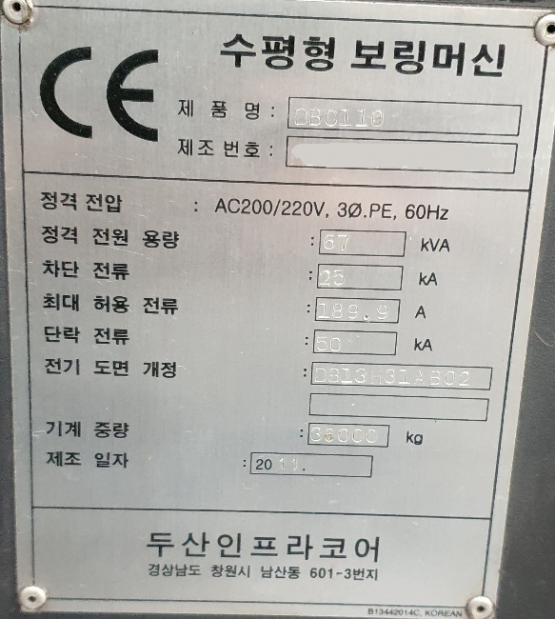 CE
수평형 보링머신
제 품 명 : DBC110
제조 번호 :
정격 전압 : AC200/220V, 3Ø.PE, 60Hz
정격 전원 용량 : 67 kVA
차단 전류 : 25 kA
최대 허용 전류 : 189.9 A
단락 전류 : 50 kA
전기 도면 개정 : DB13H31AB02
기계 중량 : kg
제조 일자 : 2011.
두산인프라코어
경상남도 창원시 남산동 601-3번지
B13442014C, KOREAN